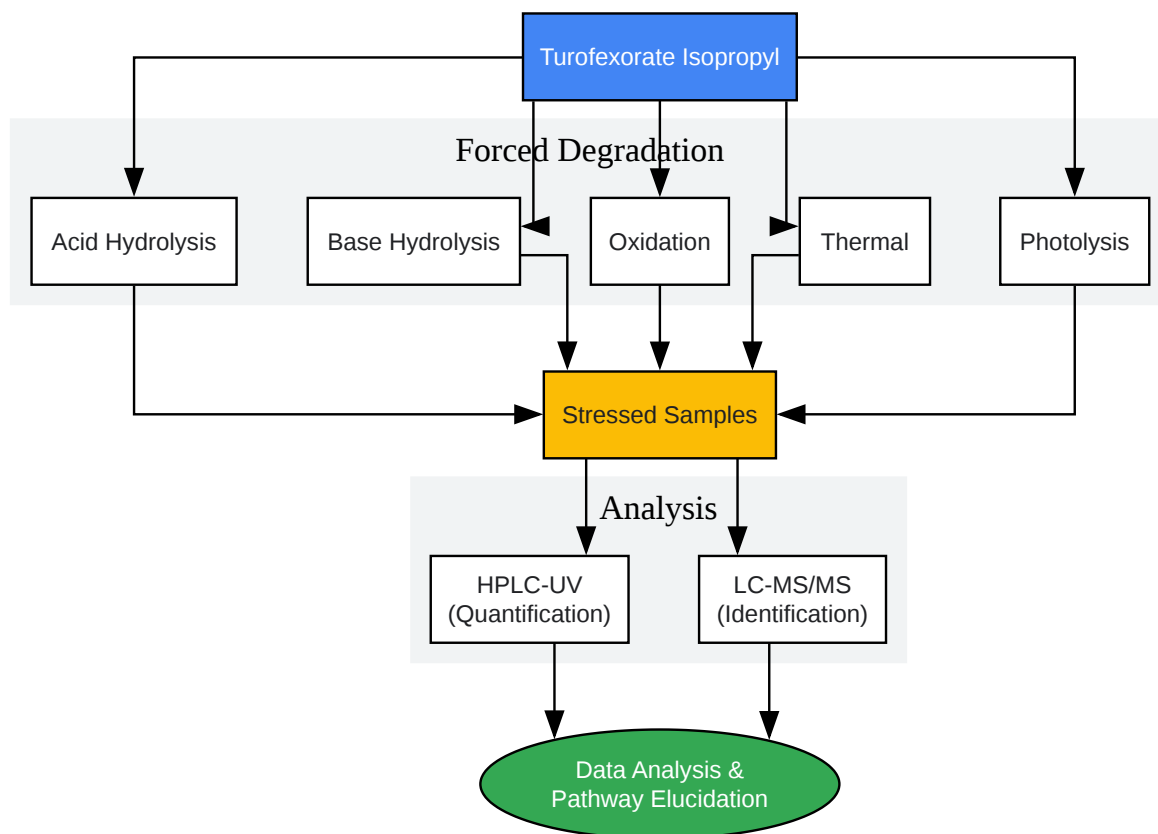 Turofexorate Isopropyl
Forced Degradation
Acid Hydrolysis
Base Hydrolysis
Oxidation
Thermal
Photolysis
Stressed Samples
Analysis
HPLC-UV
(Quantification)
LC-MS/MS
(Identification)
Data Analysis &
Pathway Elucidation